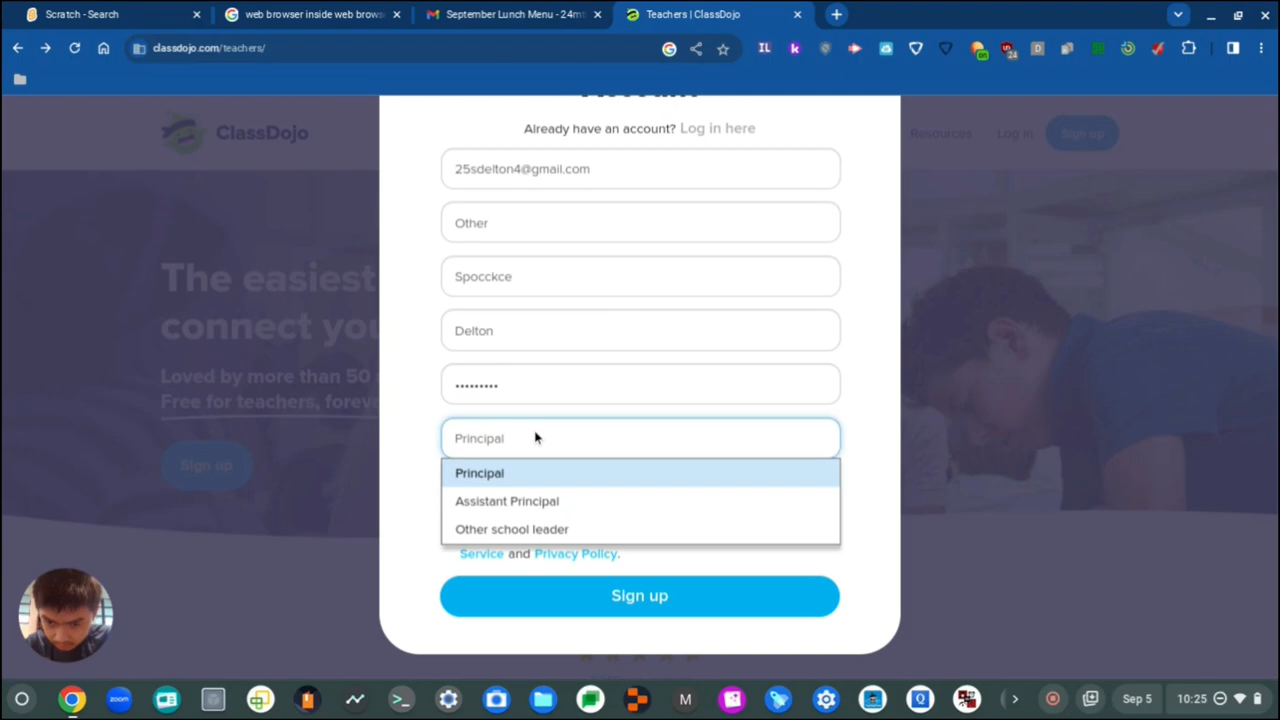 Scratch - Search
web browser inside web brows
September Lunch Menu - 24m
Teachers | ClassDojo
classdojo.com/teachers/
Already have an account? Log in here
ClassDojo
Resources
Log in
Sign up
25sdelton4@gmail.com
Other
Spocckce
Delton
•••••••••
Principal
Principal
Assistant Principal
Other school leader
Service and Privacy Policy.
Sign up
The easiest
connect you
Loved by more than 50
Free for teachers, forev
Sign up
zoom
Sep 5
10:25